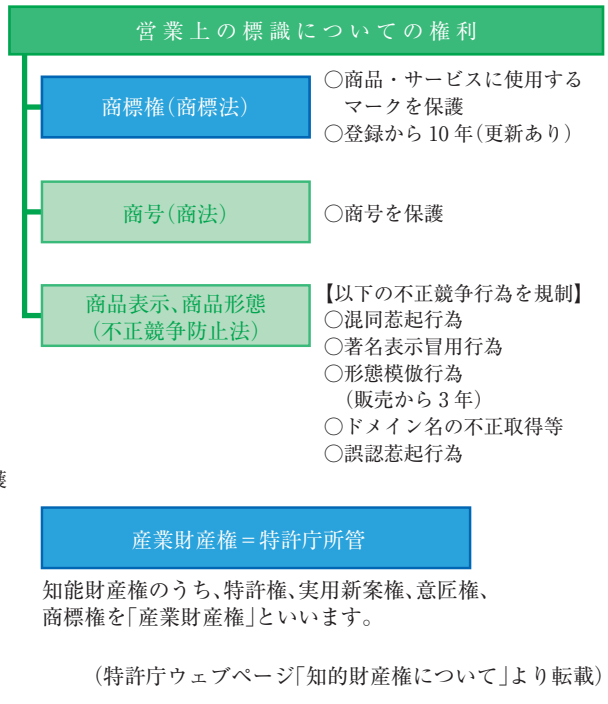 営業上の標識についての権利
商標権(商標法)
○商品・サービスに使用する
マークを保護
○登録から10年(更新あり)
商号(商法)
○商号を保護
商品表示、商品形態
(不正競争防止法)
【以下の不正競争行為を規制】
○混同惹起行為
○著名表示冒用行為
○形態模倣行為
(販売から3年)
○ドメイン名の不正取得等
○誤認惹起行為
産業財産権=特許庁所管
知能財産権のうち、特許権、実用新案権、意匠権、
商標権を「産業財産権」といいます。
(特許庁ウェブページ「知的財産権について」より転載)